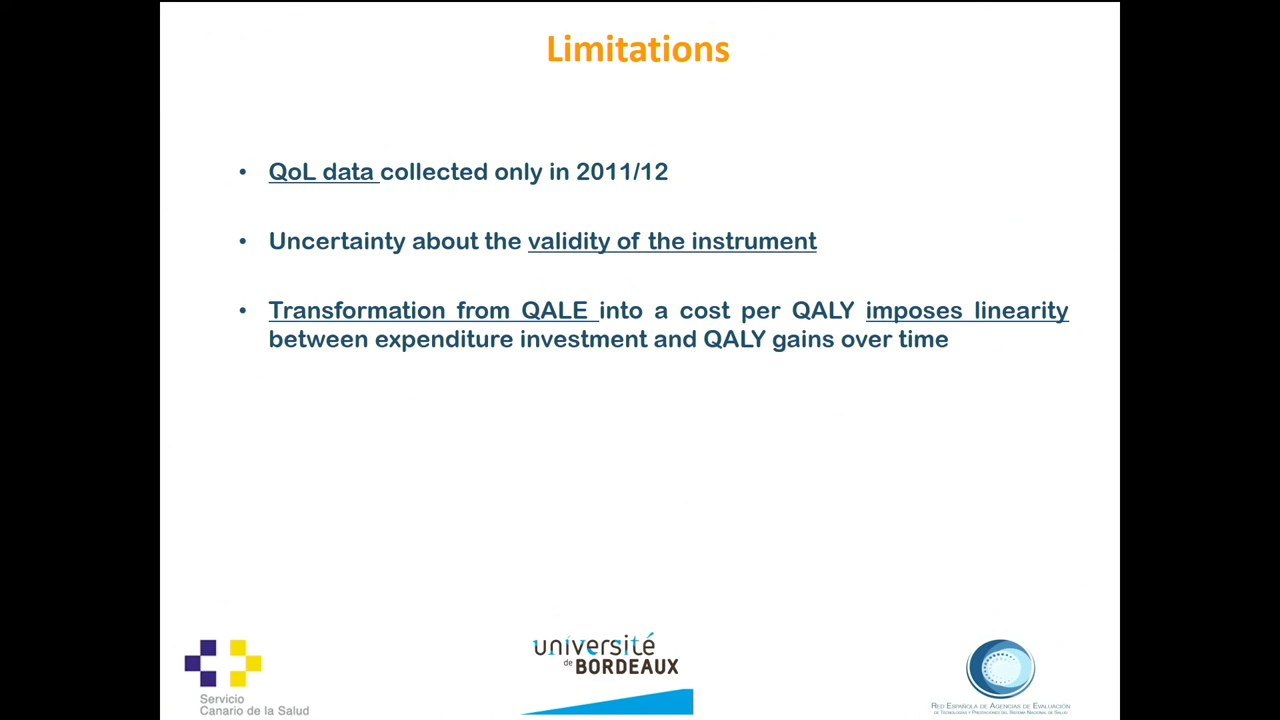 Limitations
• QoL data collected only in 2011/12
• Uncertainty about the validity of the instrument
• Transformation from QALE into a cost per QALY imposes linearity
between expenditure investment and QALY gains over time
Servicio
Canario de la Salud
université
de BORDEAUX
RED ESPAÑOLA DE AGENCIAS DE EVALUACIÓN
DE TECNOLOGÍAS Y PRESTACIONES DEL SISTEMA NACIONAL DE SALUD